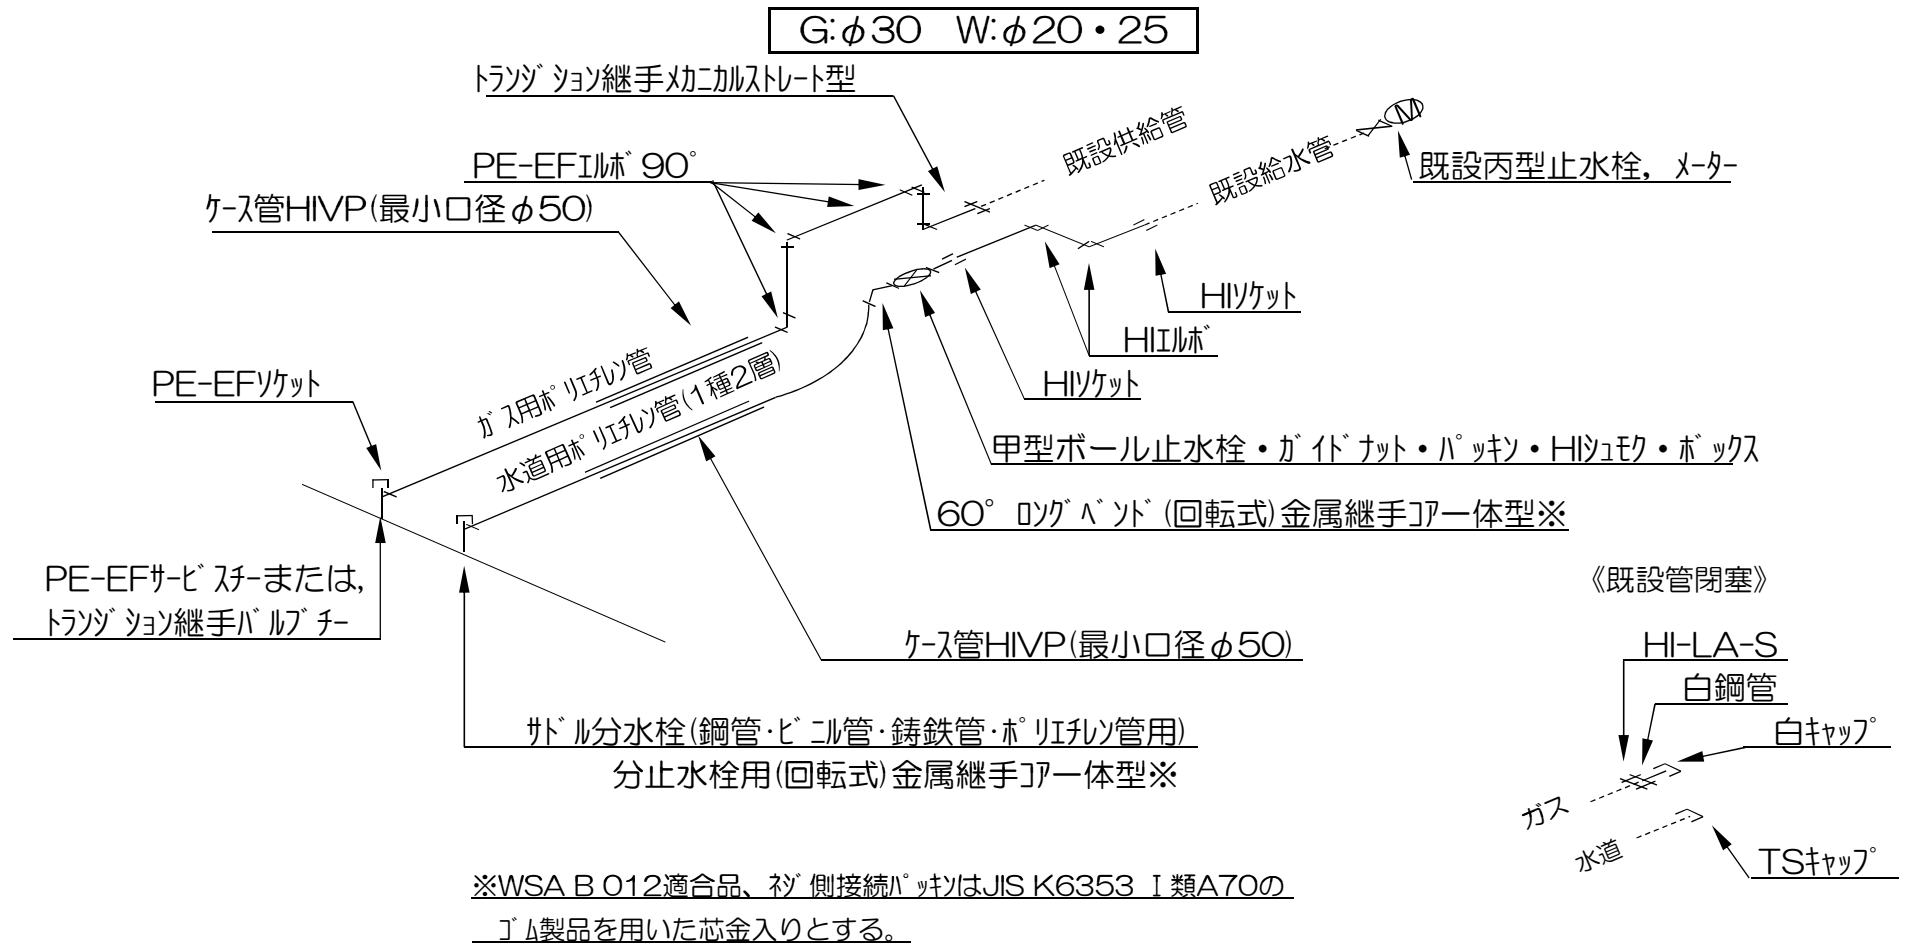 G:φ30　W:φ20・25
ﾄﾗﾝｼﾞｼｮﾝ継手ﾒｶﾆｶﾙｽﾄﾚｰﾄ型
既設供給管
M
既設給水管
既設丙型止水栓，ﾒｰﾀｰ
PE-EFｴﾙﾎﾞ90°
ｹｰｽ管HIVP(最小口径φ50)
HIｿｹｯﾄ
HIｴﾙﾎﾞ
HIｿｹｯﾄ
PE-EFｿｹｯﾄ
ｶﾞｽ用ﾎﾟﾘｴﾁﾚﾝ管
水道用ﾎﾟﾘｴﾁﾚﾝ管(1種2層)
甲型ボール止水栓・ｶﾞｲﾄﾞﾅｯﾄ・ﾊﾟｯｷﾝ・HIｼｭﾓｸ・ﾎﾞｯｸｽ
60°ﾛﾝｸﾞﾍﾞﾝﾄﾞ(回転式)金属継手ｺｱ一体型※
PE-EFｻｰﾋﾞｽﾁｰまたは,
ﾄﾗﾝｼﾞｼｮﾝ継手ﾊﾞﾙﾌﾞﾁｰ
ｹｰｽ管HIVP(最小口径φ50)
ｻﾄﾞﾙ分水栓(鋼管･ﾋﾞﾆﾙ管･鋳鉄管･ﾎﾟﾘｴﾁﾚﾝ管用)
分止水栓用(回転式)金属継手ｺｱ一体型※
《既設管閉塞》
HI-LA-S
白鋼管
白ｷｬｯﾌﾟ
ガス
水道
TSｷｬｯﾌﾟ
※WSA B 012適合品、ﾈｼﾞ側接続ﾊﾟｯｷﾝはJIS K6353 Ⅰ類A70の
ｺﾞﾑ製品を用いた芯金入りとする。